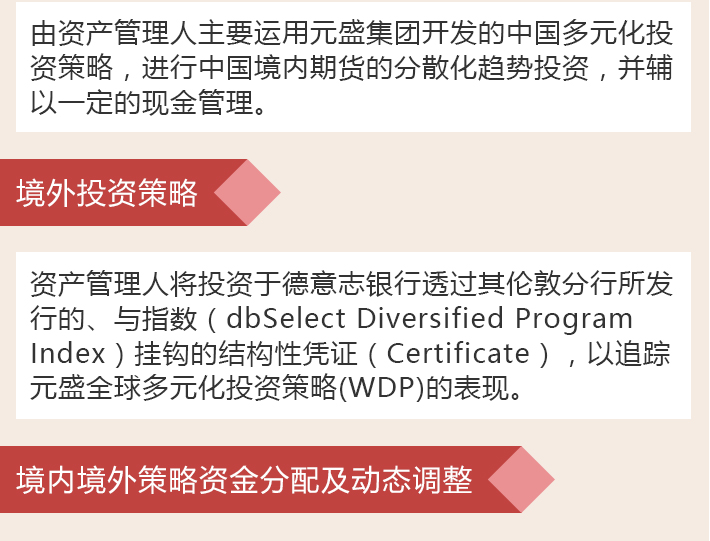 由资产管理人主要运用元盛集团开发的中国多元化投
资策略，进行中国境内期货的分散化趋势投资，并辅
以一定的现金管理。
境外投资策略
资产管理人将投资于德意志银行透过其伦敦分行所发
行的、与指数（dbSelect Diversified Program
Index）挂钩的结构性凭证（Certificate），以追踪
元盛全球多元化投资策略(WDP)的表现。
境内境外策略资金分配及动态调整